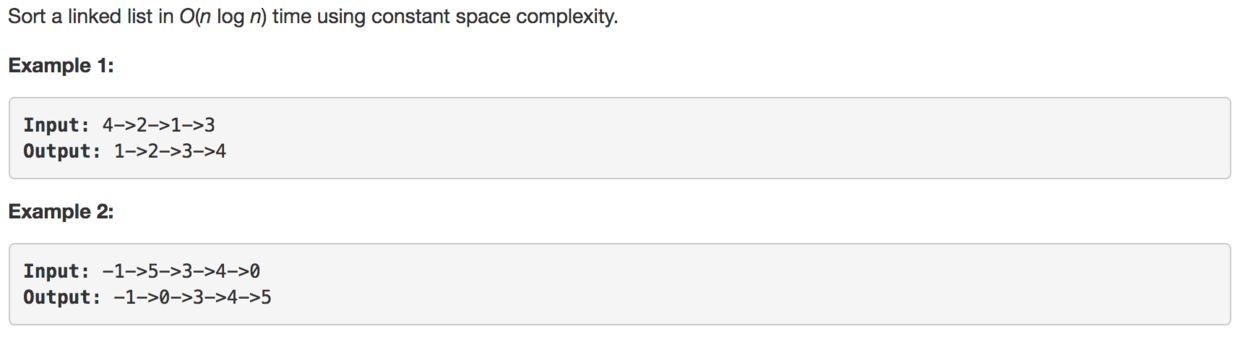 Sort a linked list in O(n log n) time using constant space complexity.
Example 1:
Input: 4->2->1->3
Output: 1->2->3->4
Example 2:
Input: -1->5->3->4->0
Output: -1->0->3->4->5